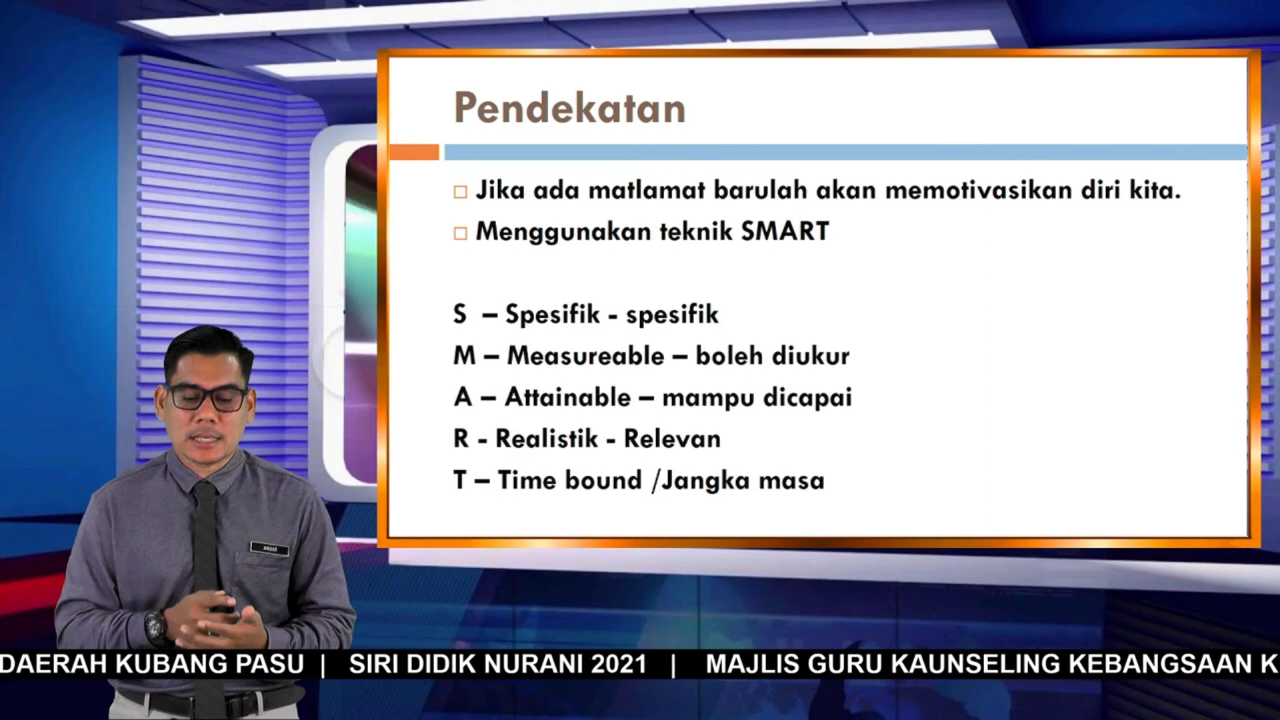 Pendekatan
Jika ada matlamat barulah akan memotivasikan diri kita.
Menggunakan teknik SMART
S – Spesifik - spesifik
M – Measureable – boleh diukur
A – Attainable – mampu dicapai
R - Realistik - Relevan
T – Time bound /Jangka masa
DAERAH KUBANG PASU | SIRI DIDIK NURANI 2021 | MAJLIS GURU KAUNSELING KEBANGSAAN K